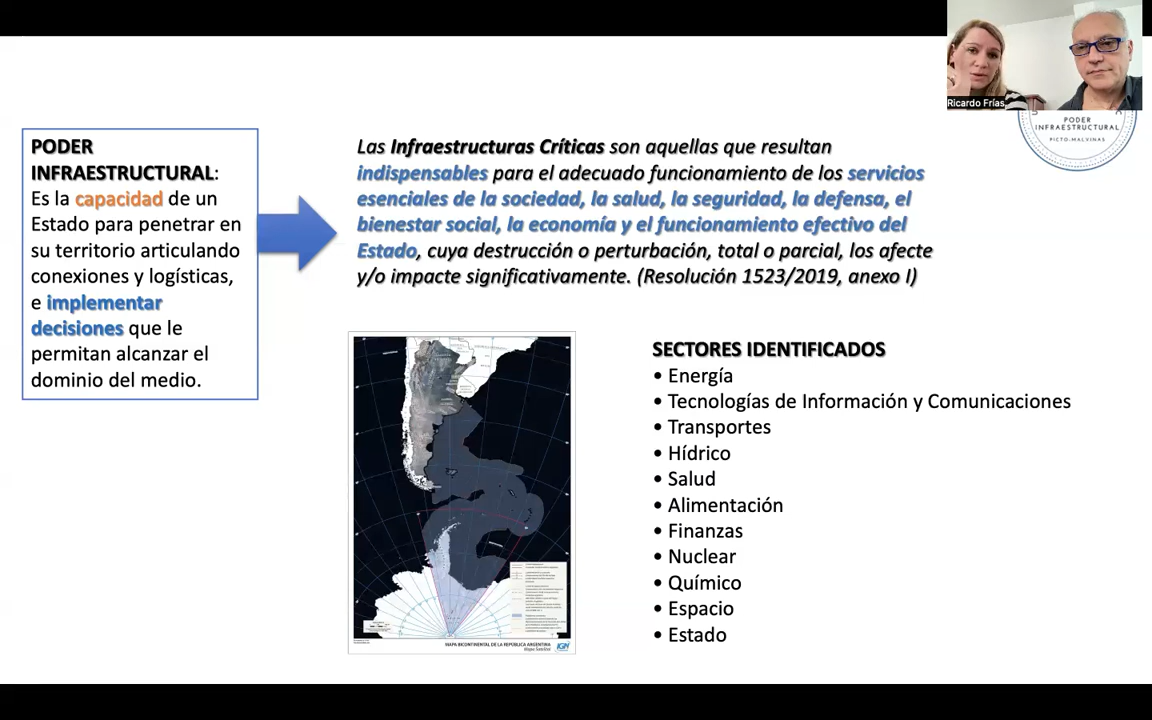 Ricardo Frías
PODER
INFRAESTRUCTURAL
PICTO-MALVINAS
PODER
INFRAESTRUCTURAL:
Es la capacidad de un
Estado para penetrar en
su territorio articulando
conexiones y logísticas,
e implementar
decisiones que le
permitan alcanzar el
dominio del medio.
Las Infraestructuras Críticas son aquellas que resultan
indispensables para el adecuado funcionamiento de los servicios
esenciales de la sociedad, la salud, la seguridad, la defensa, el
bienestar social, la economía y el funcionamiento efectivo del
Estado, cuya destrucción o perturbación, total o parcial, los afecte
y/o impacte significativamente. (Resolución 1523/2019, anexo I)
MAPA BICONTINENTAL DE LA REPÚBLICA ARGENTINA
Mapa Satelital
IGN
SECTORES IDENTIFICADOS
• Energía
• Tecnologías de Información y Comunicaciones
• Transportes
• Hídrico
• Salud
• Alimentación
• Finanzas
• Nuclear
• Químico
• Espacio
• Estado